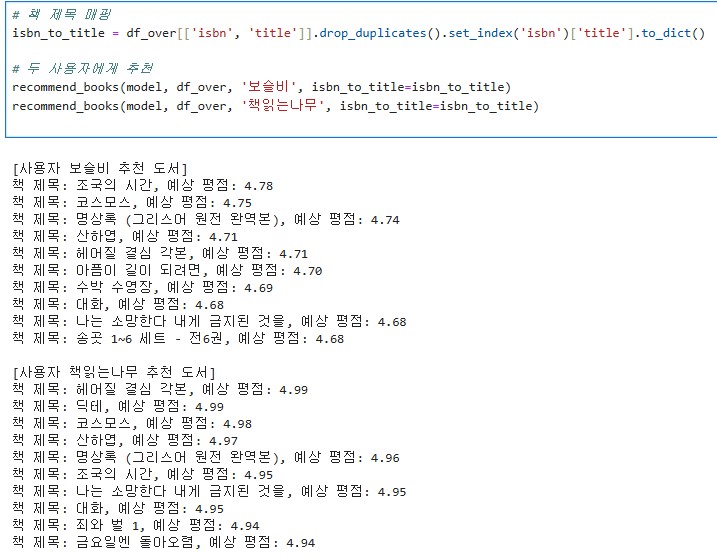 # 책 제목 매핑
isbn_to_title = df_over[['isbn', 'title']].drop_duplicates().set_index('isbn')['title'].to_dict()
# 두 사용자에게 추천
recommend_books(model, df_over, '보슬비', isbn_to_title=isbn_to_title)
recommend_books(model, df_over, '책읽는나무', isbn_to_title=isbn_to_title)
[사용자 보슬비 추천 도서]
책 제목: 조국의 시간, 예상 평점: 4.78
책 제목: 코스모스, 예상 평점: 4.75
책 제목: 명상록 (그리스어 원전 완역본), 예상 평점: 4.74
책 제목: 산하엽, 예상 평점: 4.71
책 제목: 헤어질 결심 각본, 예상 평점: 4.71
책 제목: 아픔이 길이 되려면, 예상 평점: 4.70
책 제목: 수박 수영장, 예상 평점: 4.69
책 제목: 대화, 예상 평점: 4.68
책 제목: 나는 소망한다 내게 금지된 것을, 예상 평점: 4.68
책 제목: 송곳 1~6 세트 - 전6권, 예상 평점: 4.68
[사용자 책읽는나무 추천 도서]
책 제목: 헤어질 결심 각본, 예상 평점: 4.99
책 제목: 딕테, 예상 평점: 4.99
책 제목: 코스모스, 예상 평점: 4.98
책 제목: 산하엽, 예상 평점: 4.97
책 제목: 명상록 (그리스어 원전 완역본), 예상 평점: 4.96
책 제목: 조국의 시간, 예상 평점: 4.95
책 제목: 나는 소망한다 내게 금지된 것을, 예상 평점: 4.95
책 제목: 대화, 예상 평점: 4.95
책 제목: 죄와 벌 1, 예상 평점: 4.94
책 제목: 금요일엔 돌아오렴, 예상 평점: 4.94